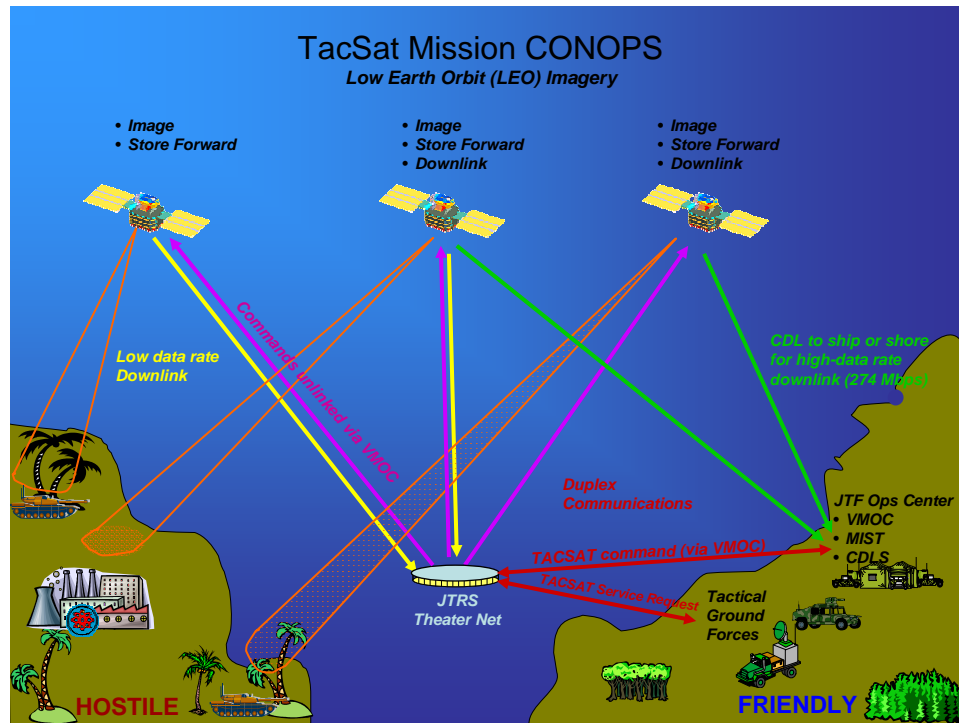 TacSat Mission CONOPS
Low Earth Orbit (LEO) Imagery
• Image
• Store Forward
• Image
• Store Forward
• Downlink
• Image
• Store Forward
• Downlink
Commands unlinked via VMOC
Low data rate
Downlink
CDL to ship or shore
for high-data rate
downlink (274 Mbps)
Duplex
Communications
JTF Ops Center
• VMOC
• MIST
• CDLS
TACSAT command (via VMOC)
TACSAT Service Request
JTRS
Theater Net
Tactical
Ground
Forces
HOSTILE
FRIENDLY